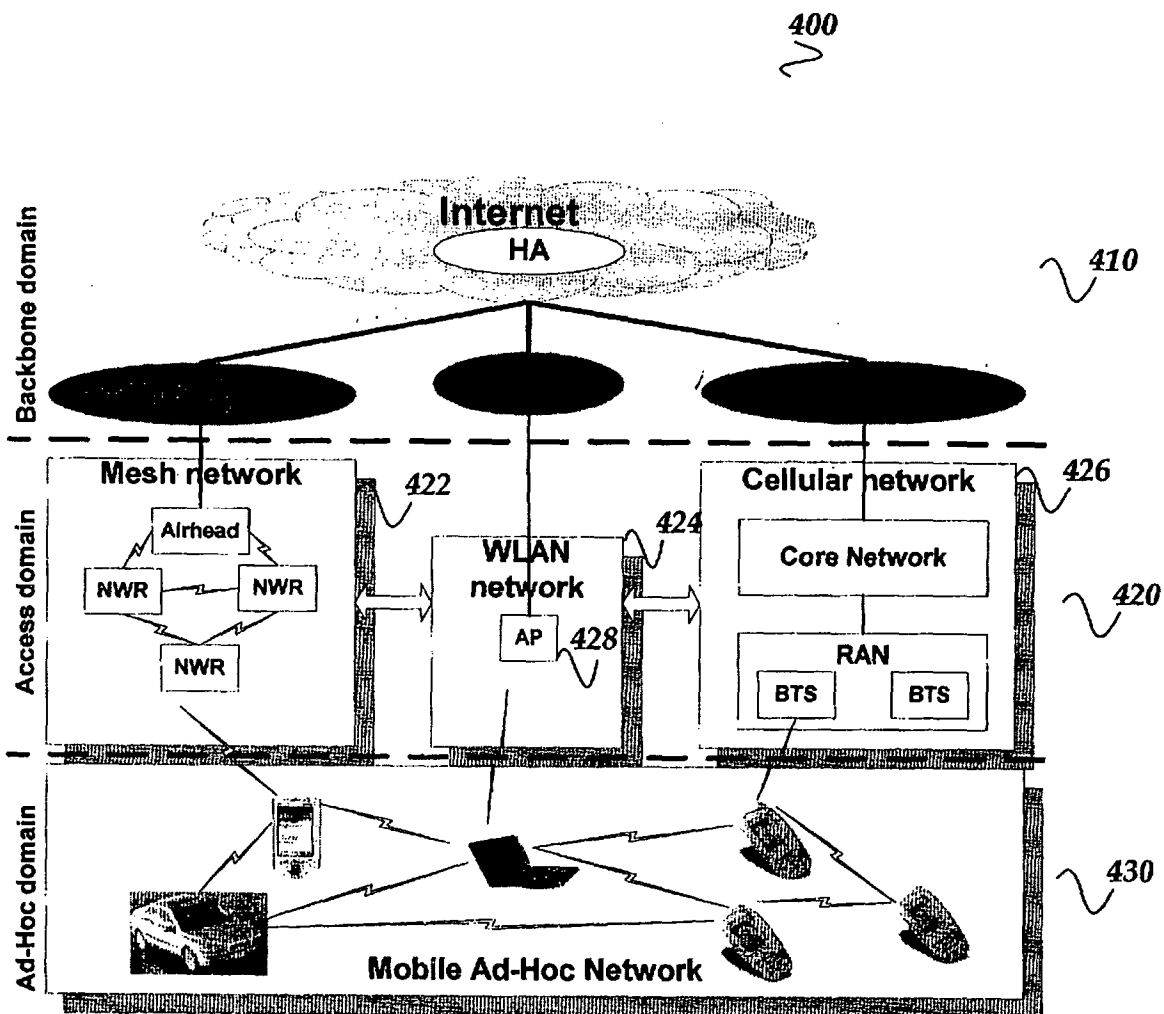 400
Internet
HA
410
Backbone domain
Mesh network
422
Airhead
NWR
NWR
NWR
424
WLAN
network
AP
428
Cellular network
426
Core Network
RAN
BTS
BTS
420
Access domain
Ad-Hoc domain
Mobile Ad-Hoc Network
430